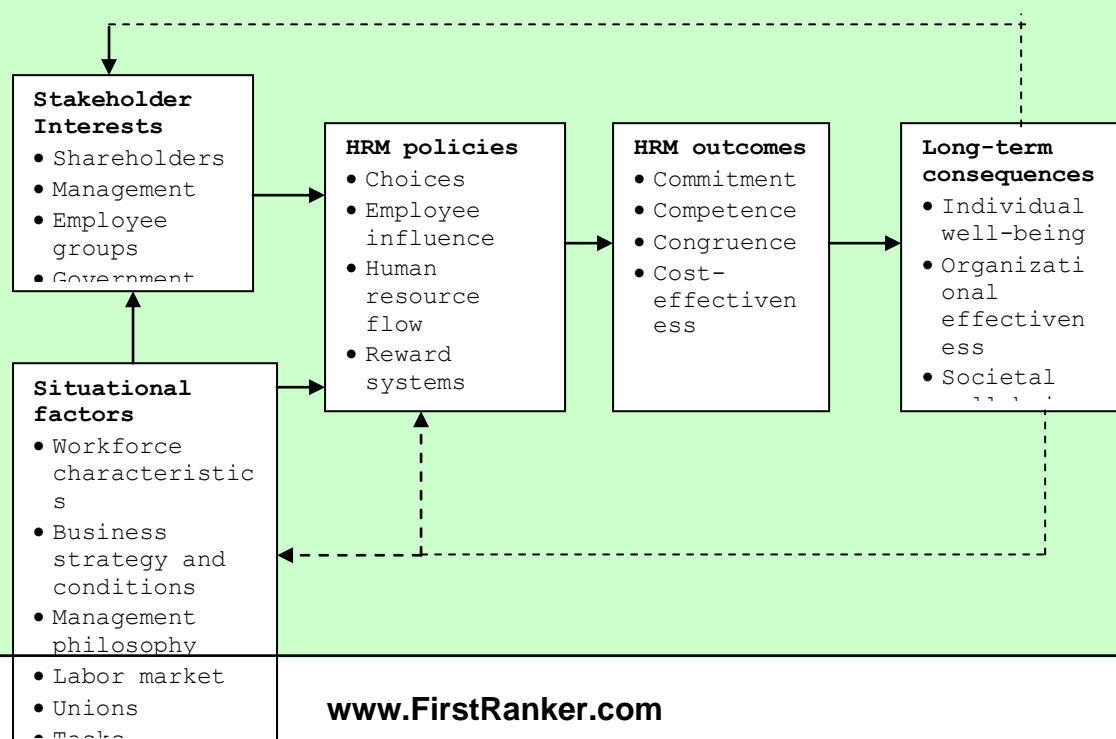 Stakeholder
Interests
• Shareholders
• Management
• Employee
groups
• Government
HRM policies
• Choices
• Employee
influence
• Human
resource
flow
• Reward
systems
HRM outcomes
• Commitment
• Competence
• Congruence
• Cost-
effectiven
ess
Long-term
consequences
• Individual
well-being
• Organizati
onal
effectiven
ess
• Societal
Situational
factors
• Workforce
characteristic
s
• Business
strategy and
conditions
• Management
philosophy
• Labor market
• Unions
• Tasks
www.FirstRanker.com